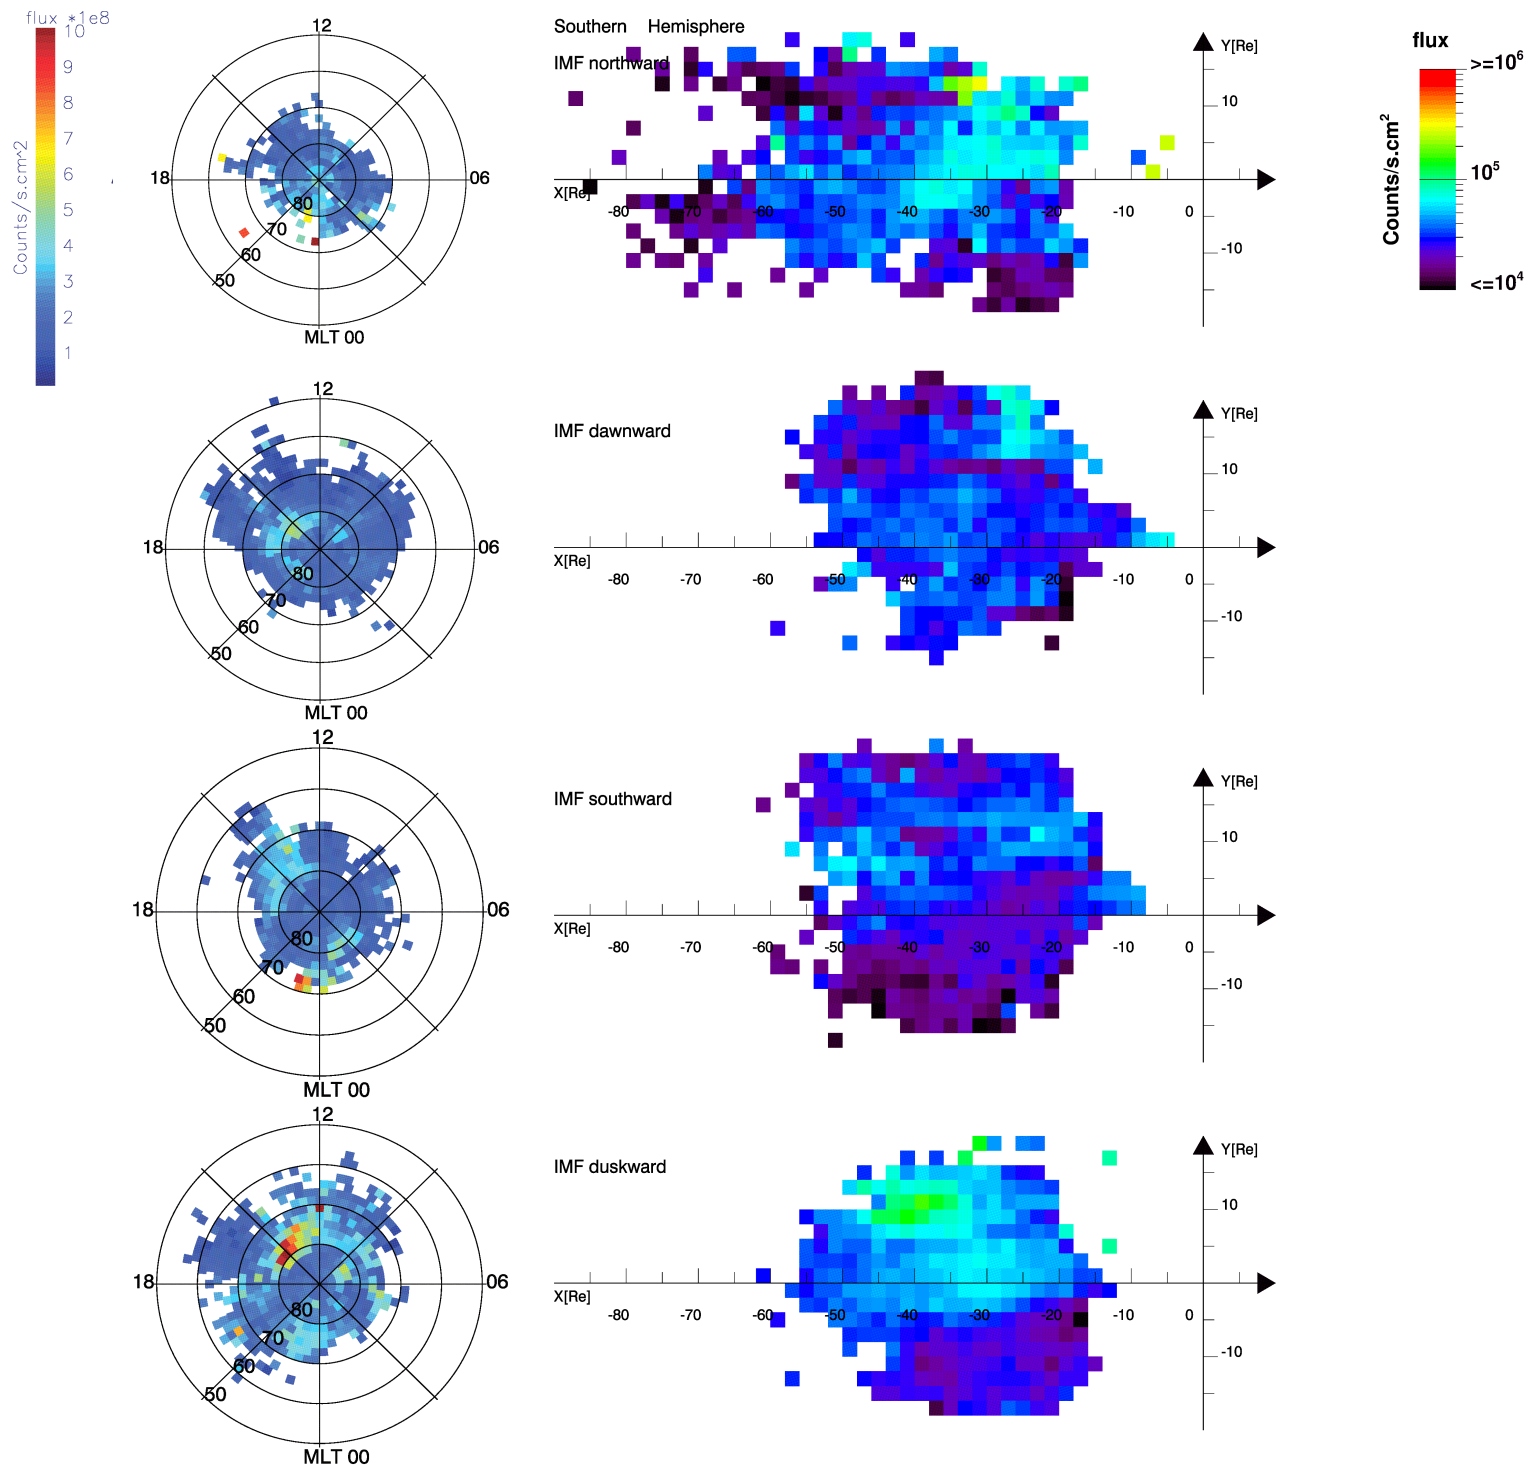 flux *1e8
10
9
8
7
6
5
4
3
2
1
Counts/s.cm2
12
18
06
80
70
60
50
MLT 00
Southern Hemisphere
IMF northward
Y[Re]
10
-10
X[Re]
-80 -70 -60 -50 -40 -30 -20 -10 0
flux
>=10⁶
10⁵
<=10⁴
Counts/s.cm²
12
18
06
80
70
60
50
MLT 00
IMF dawnward
Y[Re]
10
-10
X[Re]
-80 -70 -60 -50 -40 -30 -20 -10 0
12
18
06
80
70
60
50
MLT 00
IMF southward
Y[Re]
10
-10
X[Re]
-80 -70 -60 -50 -40 -30 -20 -10 0
12
18
06
80
70
60
50
MLT 00
IMF duskward
Y[Re]
10
-10
X[Re]
-80 -70 -60 -50 -40 -30 -20 -10 0